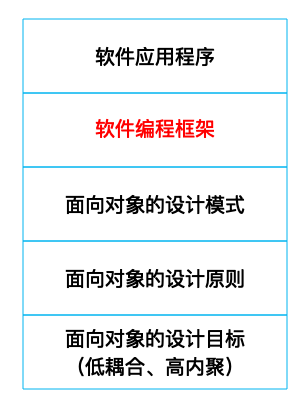 软件应用程序
软件编程框架
面向对象的设计模式
面向对象的设计原则
面向对象的设计目标
（低耦合、高内聚）